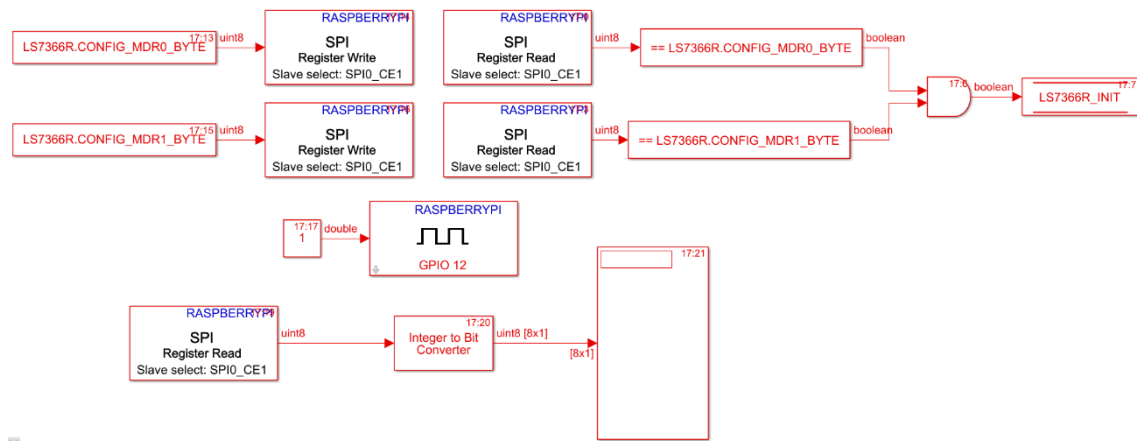 RASPBERRYPI
RASPBERRYPI
17:13
LS7366R.CONFIG_MDR0_BYTE
uint8
SPI
Register Write
Slave select: SPI0_CE1
SPI
Register Read
Slave select: SPI0_CE1
uint8
== LS7366R.CONFIG_MDR0_BYTE
boolean
17:6
boolean
17:7
LS7366R_INIT
RASPBERRYPI
RASPBERRYPI
17:15
LS7366R.CONFIG_MDR1_BYTE
uint8
SPI
Register Write
Slave select: SPI0_CE1
SPI
Register Read
Slave select: SPI0_CE1
uint8
== LS7366R.CONFIG_MDR1_BYTE
boolean
17:17
1
double
RASPBERRYPI
GPIO 12
17:21
RASPBERRYPI
SPI
Register Read
Slave select: SPI0_CE1
uint8
17:20
Integer to Bit
Converter
uint8 [8x1]
[8x1]